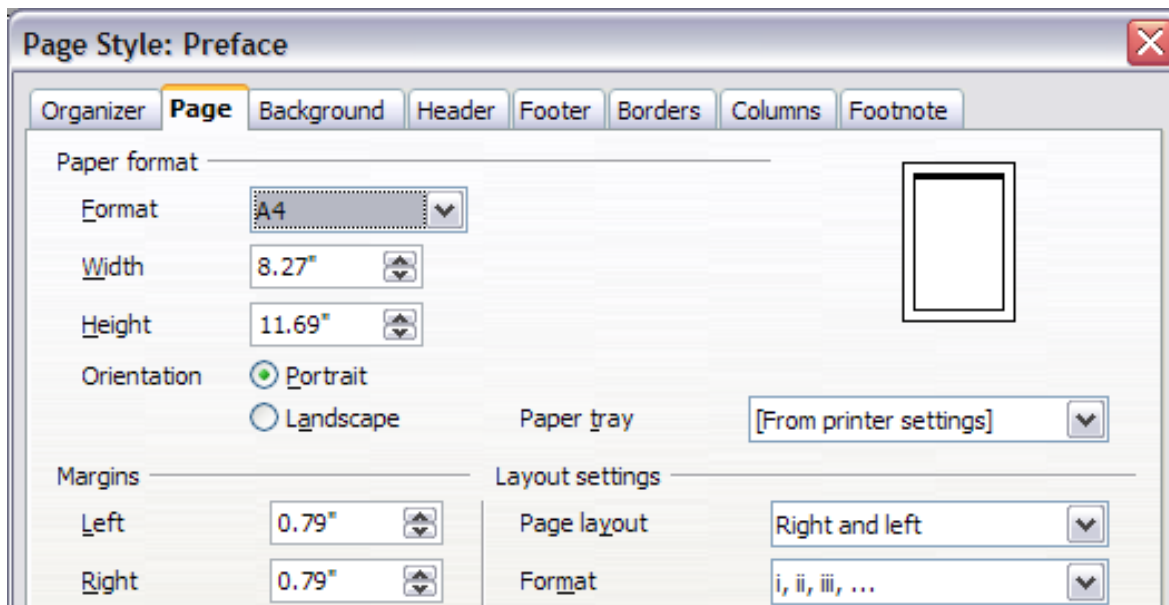 Page Style: Preface
Organizer Page Background Header Footer Borders Columns Footnote
Paper format
Format A4
Width 8.27"
Height 11.69"
Orientation Portrait
Landscape Paper tray [From printer settings]
Margins Layout settings
Left 0.79" Page layout Right and left
Right 0.79" Format i, ii, iii, ...